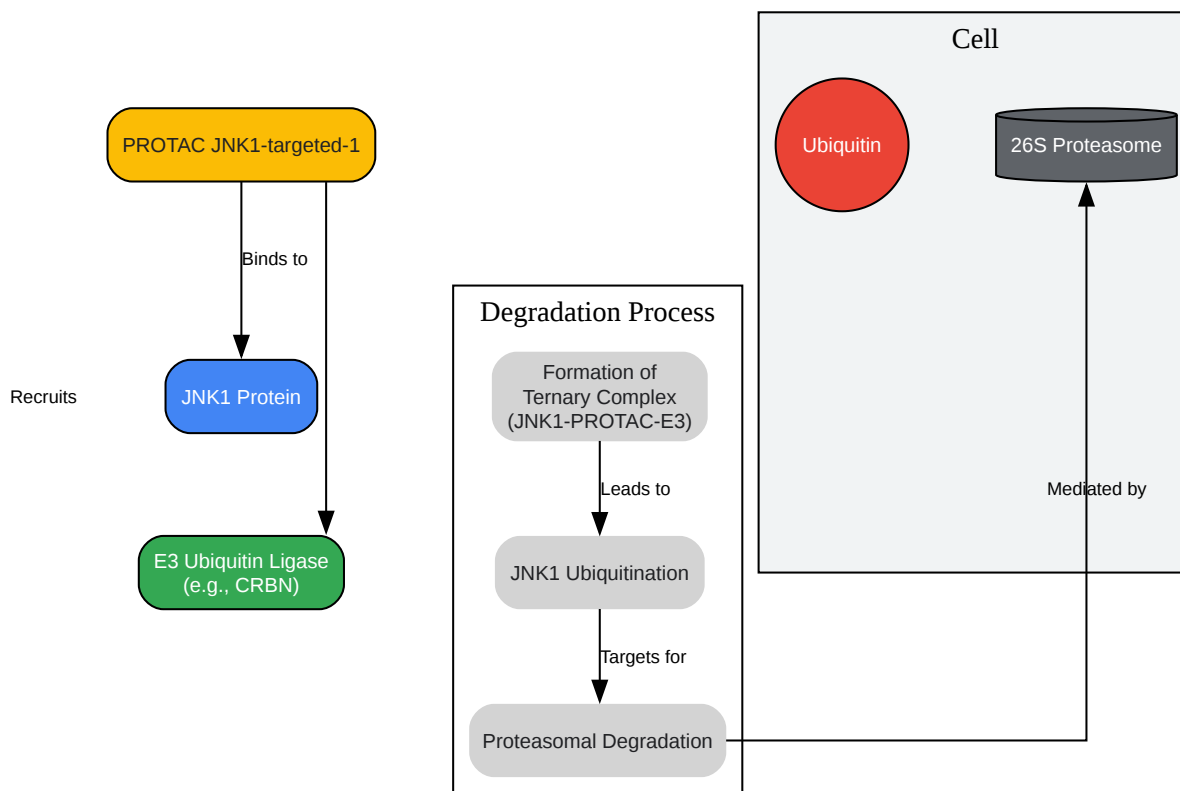 Cell
PROTAC JNK1-targeted-1
Ubiquitin
26S Proteasome
Binds to
Degradation Process
Formation of
Ternary Complex
(JNK1-PROTAC-E3)
JNK1 Protein
Recruits
Leads to
Mediated by
E3 Ubiquitin Ligase
(e.g., CRBN)
JNK1 Ubiquitination
Targets for
Proteasomal Degradation